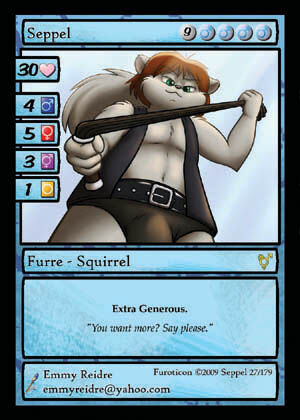 Seppel 9
30
4
5
3
1
Furre - Squirrel
Extra Generous.
"You want more? Say please."
Emmy Reidre Furoticon ©2009 Seppel 27/179
emmyreidre@yahoo.com